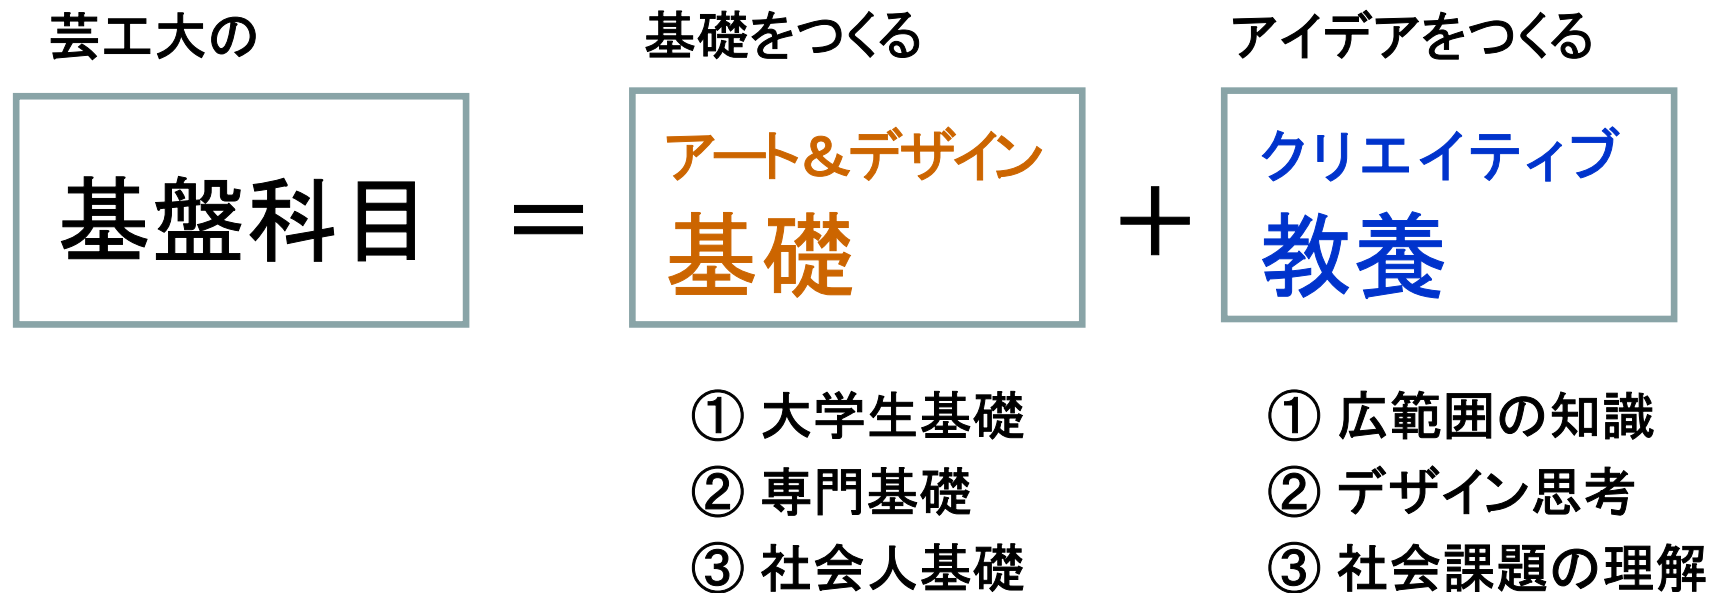 芸工大の
基盤科目
＝
基礎をつくる
アート&デザイン
基礎
① 大学生基礎
② 専門基礎
③ 社会人基礎
＋
アイデアをつくる
クリエイティブ
教養
① 広範囲の知識
② デザイン思考
③ 社会課題の理解